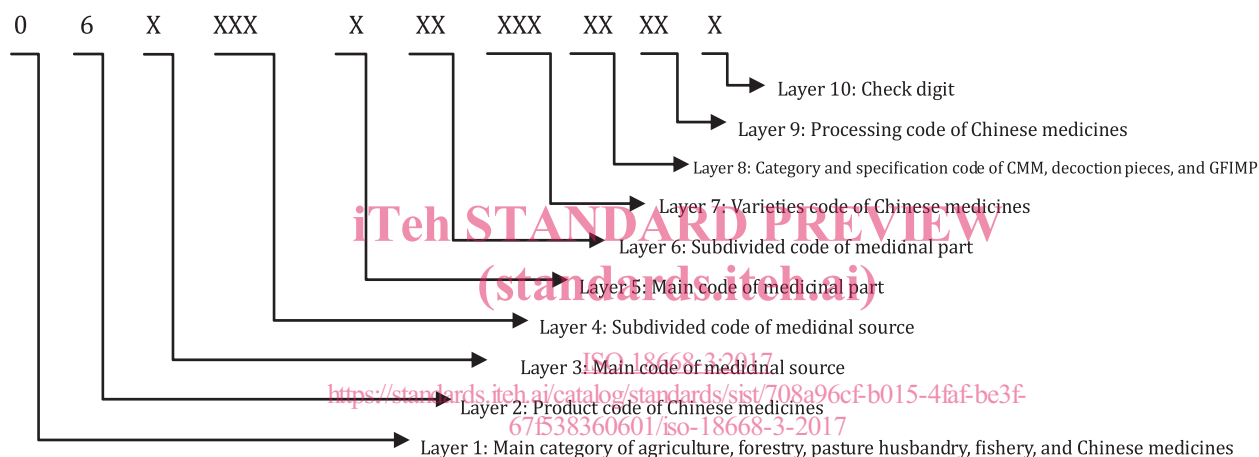 0 6 X XXX X XX XXX XX XX X
Layer 10: Check digit
Layer 9: Processing code of Chinese medicines
Layer 8: Category and specification code of CMM, decoction pieces, and GFIMP
Layer 7: Varieties code of Chinese medicines
iTeh STANDARD PREVIEW
Layer 6: Subdivided code of medicinal part
(standards.iteh.ai)
Layer 5: Main code of medicinal part
Layer 4: Subdivided code of medicinal source
ISO 18668-3:2017
Layer 3: Main code of medicinal source
https://standards.iteh.ai/catalog/standards/sist/708a96cf-b015-4faf-be3f-
Layer 2: Product code of Chinese medicines
67f538360601/iso-18668-3-2017
Layer 1: Main category of agriculture, forestry, pasture husbandry, fishery, and Chinese medicines